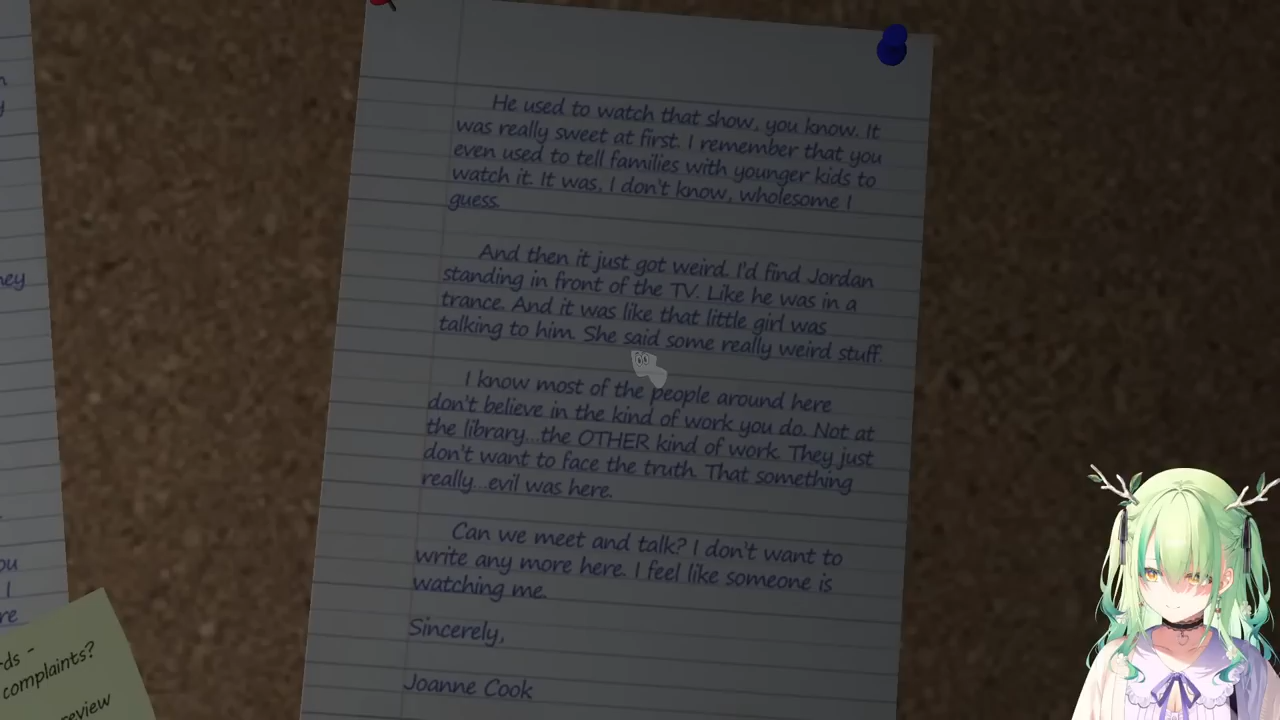 He used to watch that show, you know. It
was really sweet at first. I remember that you
even used to tell families with younger kids to
watch it. It was, I don't know, wholesome I
guess.
And then it just got weird. I'd find Jordan
standing in front of the TV. Like he was in a
trance. And it was like that little girl was
talking to him. She said some really weird stuff.
I know most of the people around here
don't believe in the kind of work you do. Not at
the library...the OTHER kind of work. They just
don't want to face the truth. That something
really...evil was here.
Can we meet and talk? I don't want to
write any more here. I feel like someone is
watching me.
Sincerely,
Joanne Cook
hey
ou
I
re
ds -
complaints?
review